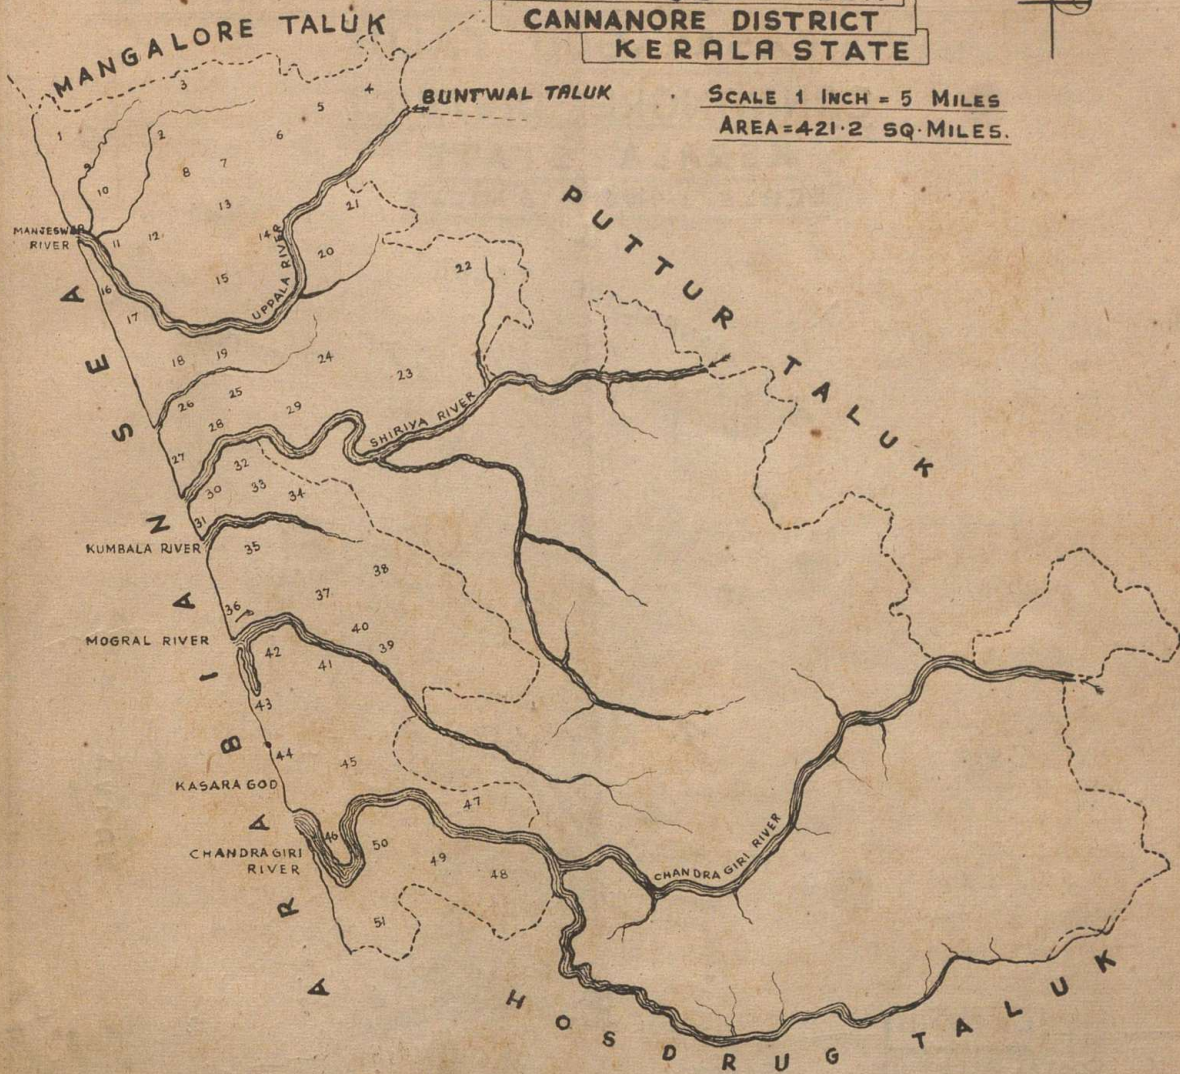 CANNANORE DISTRICT
KERALA STATE
SCALE 1 INCH = 5 MILES
AREA=421·2 SQ·MILES.
MANGALORE TALUK
BUNTWAL TALUK
PUTTUR TALUK
HOSDRUG TALUK
ARABIAN SEA
MANJESWER
RIVER
UPPALA RIVER
SHIRIYA RIVER
KUMBALA RIVER
MOGRAL RIVER
KASARA GOD
CHANDRAGIRI
RIVER
CHANDRA GIRI RIVER
1
2
3
4
5
6
7
8
9
10
11
12
13
14
15
16
17
18
19
20
21
22
23
24
25
26
27
28
29
30
31
32
33
34
35
36
37
38
39
40
41
42
43
44
45
46
47
48
49
50
51